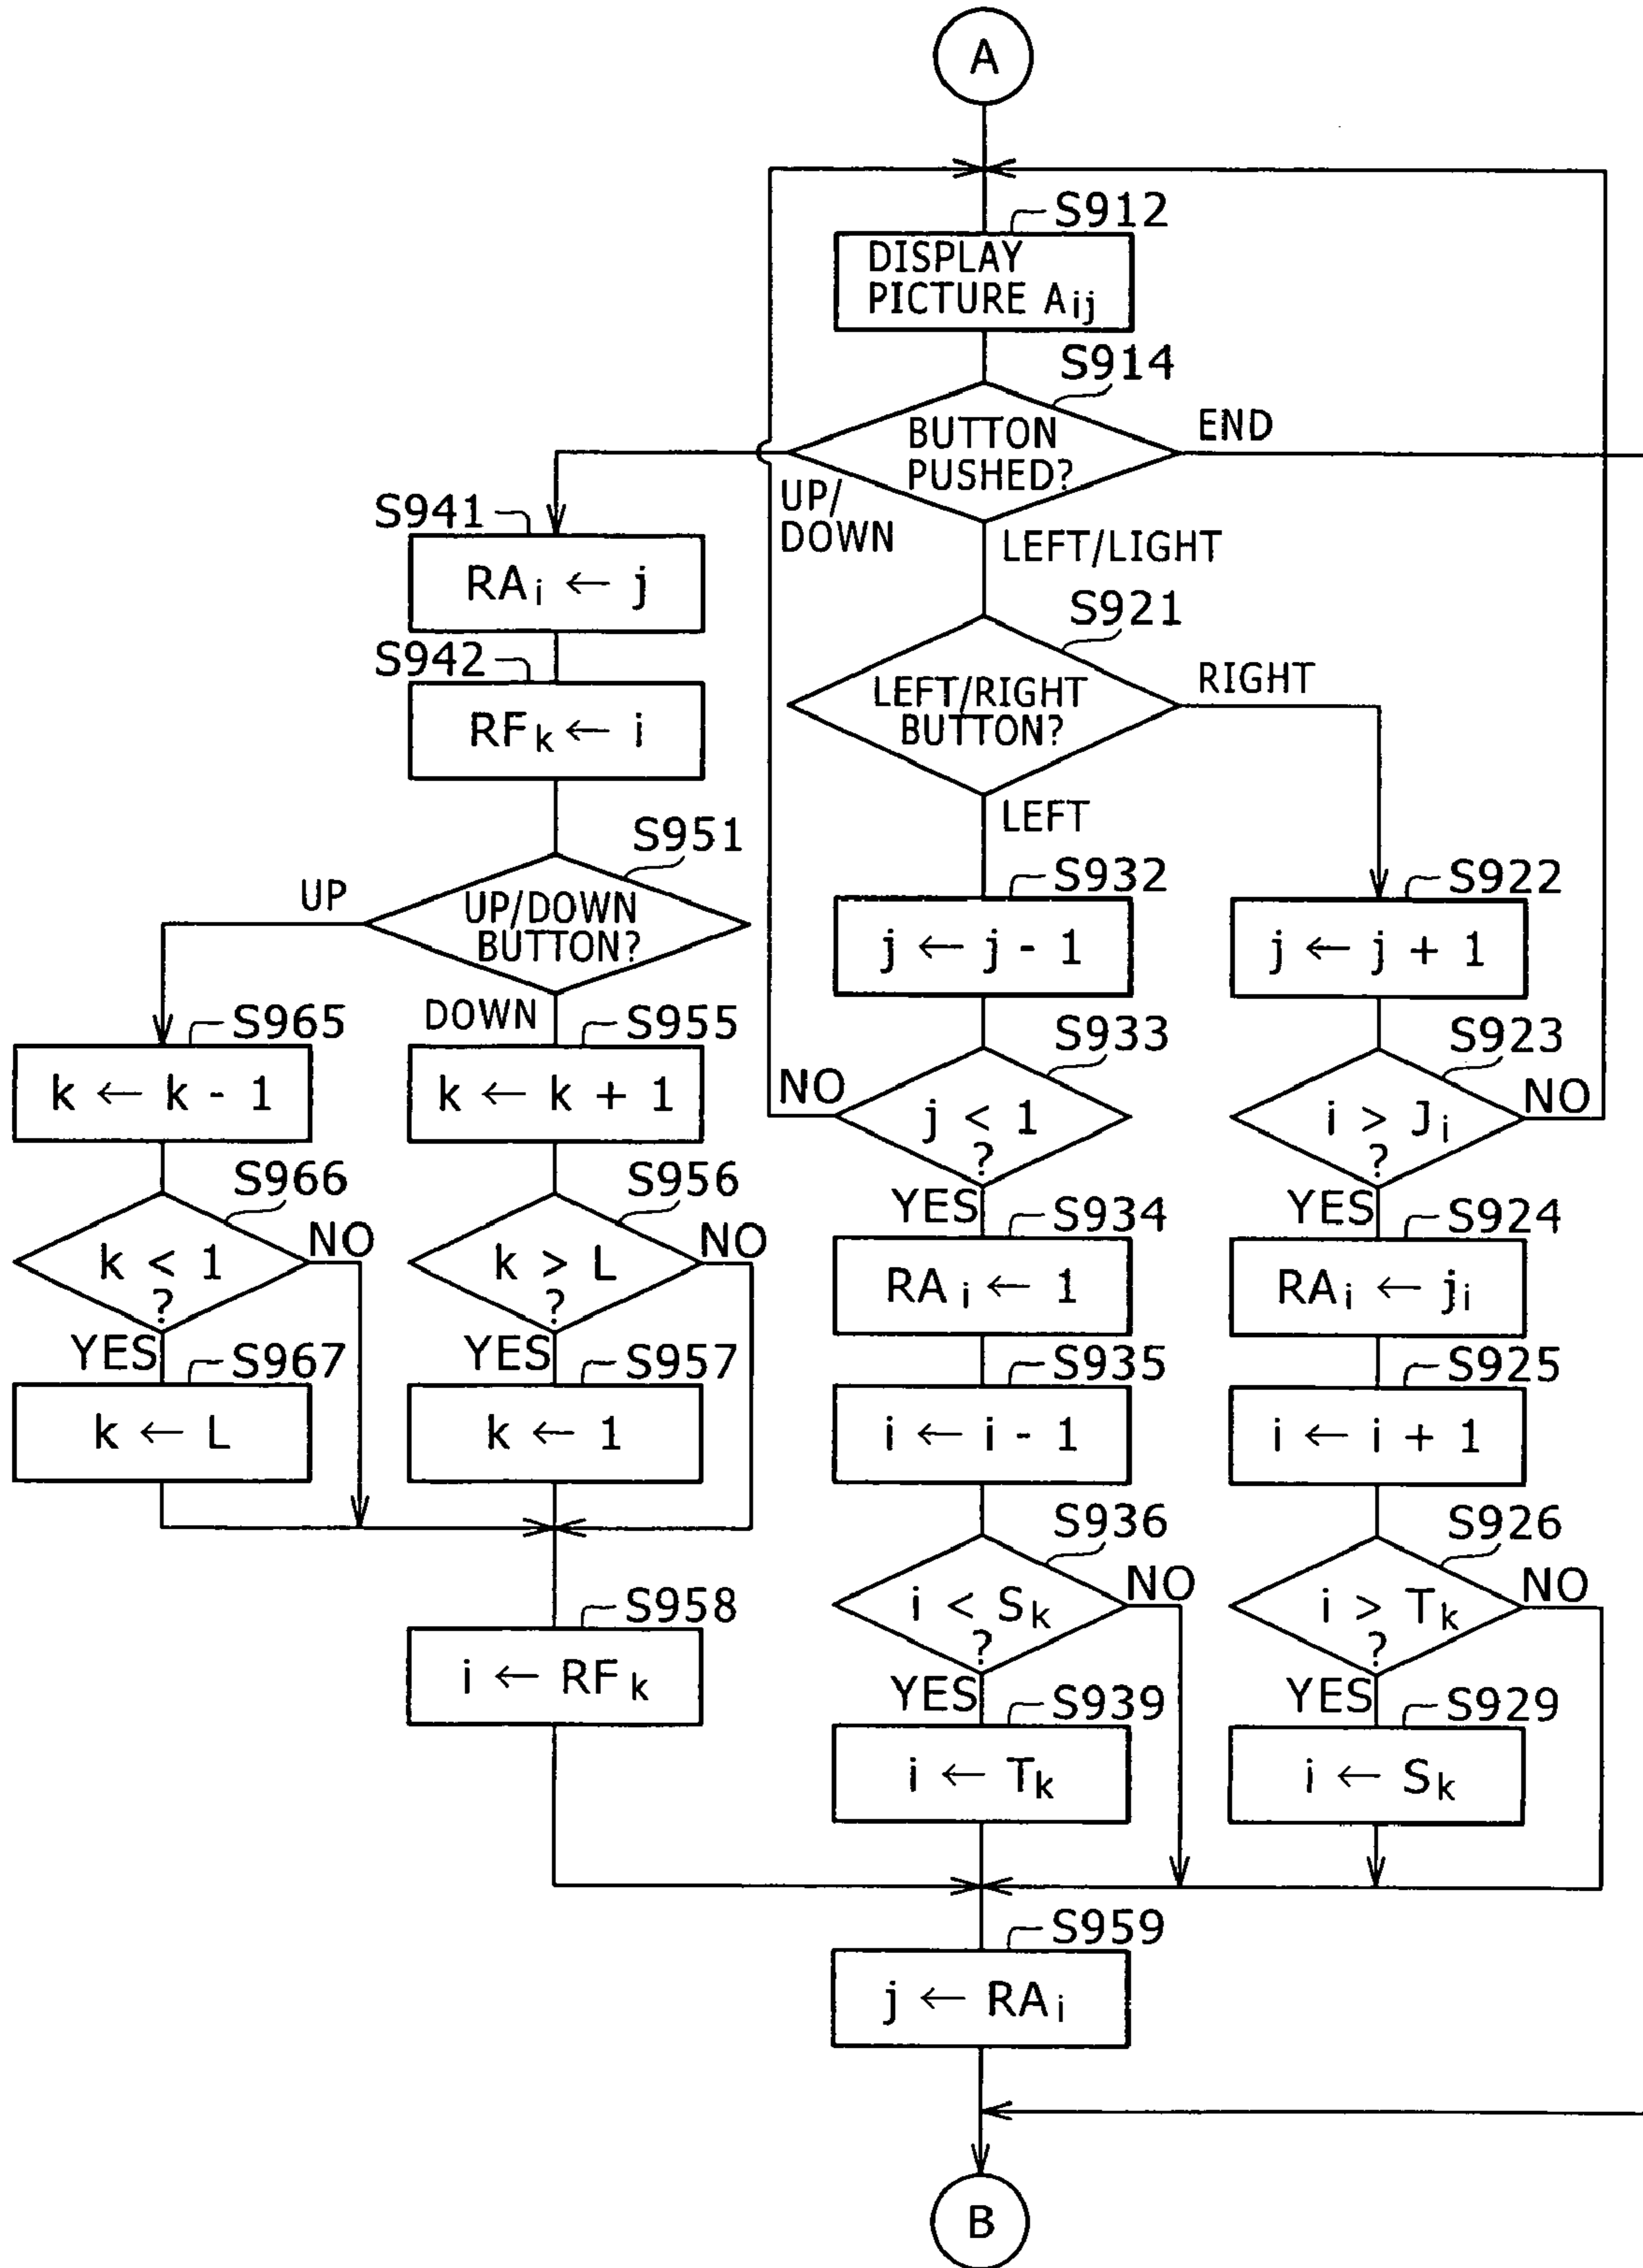 A
S912
DISPLAY
PICTURE Aij
S914
BUTTON
PUSHED?
END
UP/
DOWN
LEFT/LIGHT
S941
RAi ← j
S942
RFk ← i
S921
LEFT/RIGHT
BUTTON?
RIGHT
LEFT
S951
UP/DOWN
BUTTON?
UP
DOWN
S932
j ← j - 1
S922
j ← j + 1
S965
k ← k - 1
S955
k ← k + 1
S933
j < 1
?
NO
YES
S923
i > Ji
?
NO
YES
S966
k < 1
?
NO
YES
S956
k > L
?
NO
YES
S934
RAi ← 1
S924
RAi ← ji
S967
k ← L
S957
k ← 1
S935
i ← i - 1
S925
i ← i + 1
S936
i < Sk
?
NO
YES
S926
i > Tk
?
NO
YES
S958
i ← RFk
S939
i ← Tk
S929
i ← Sk
S959
j ← RAi
B